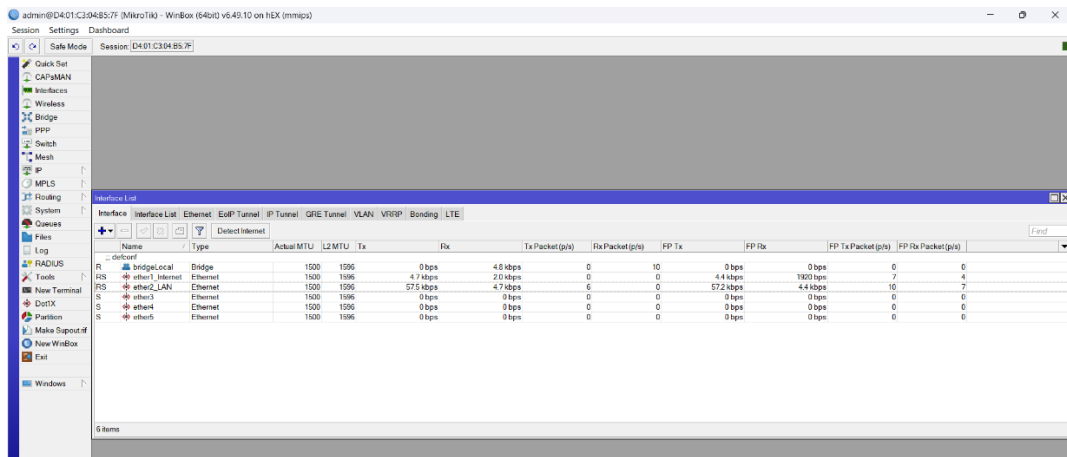 admin@D4:01:C3:04:B5:7F (MikroTik) - WinBox (64bit) v6.49.10 on hEX (mmips)
Session Settings Dashboard
Safe Mode Session: D4:01:C3:04:B5:7F
Quick Set
CAPsMAN
Interfaces
Wireless
Bridge
PPP
Switch
Mesh
IP
MPLS
Routing
System
Queues
Files
Log
RADIUS
Tools
New Terminal
Dot1X
Partition
Make Supout.rif
New WinBox
Exit
Windows
Interface List
Interface Interface List Ethernet EoIP Tunnel IP Tunnel GRE Tunnel VLAN VRRP Bonding LTE
Detect Internet Find
Name Type Actual MTU L2 MTU Tx Rx Tx Packet (p/s) Rx Packet (p/s) FP Tx FP Rx FP Tx Packet (p/s) FP Rx Packet (p/s)
::: defconf
R bridgeLocal Bridge 1500 1596 0 bps 4.8 kbps 0 10 0 bps 0 bps 0 0
RS ether1_Internet Ethernet 1500 1596 4.7 kbps 2.0 kbps 0 0 4.4 kbps 1920 bps 7 4
RS ether2_LAN Ethernet 1500 1596 57.5 kbps 4.7 kbps 6 0 57.2 kbps 4.4 kbps 10 7
S ether3 Ethernet 1500 1596 0 bps 0 bps 0 0 0 bps 0 bps 0 0
S ether4 Ethernet 1500 1596 0 bps 0 bps 0 0 0 bps 0 bps 0 0
S ether5 Ethernet 1500 1596 0 bps 0 bps 0 0 0 bps 0 bps 0 0
6 items